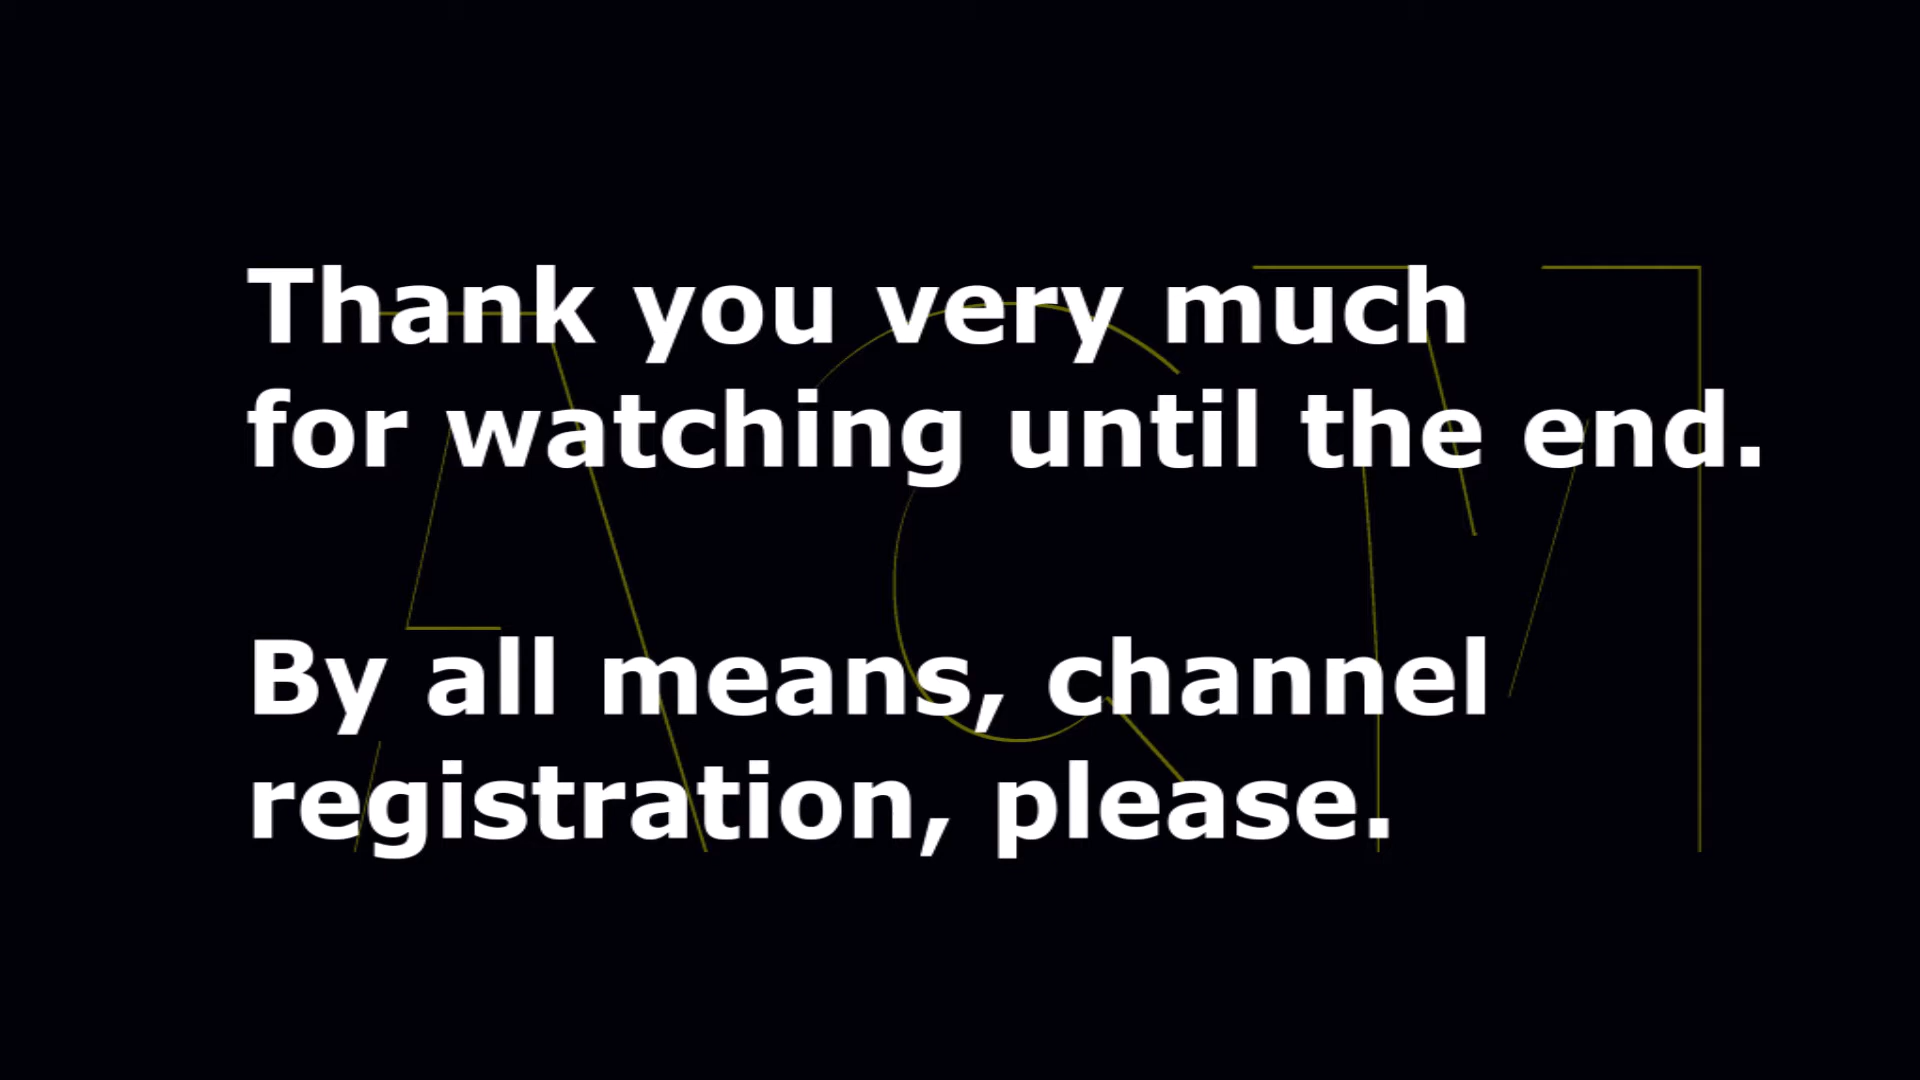 Thank you very much
for watching until the end.
By all means, channel
registration, please.